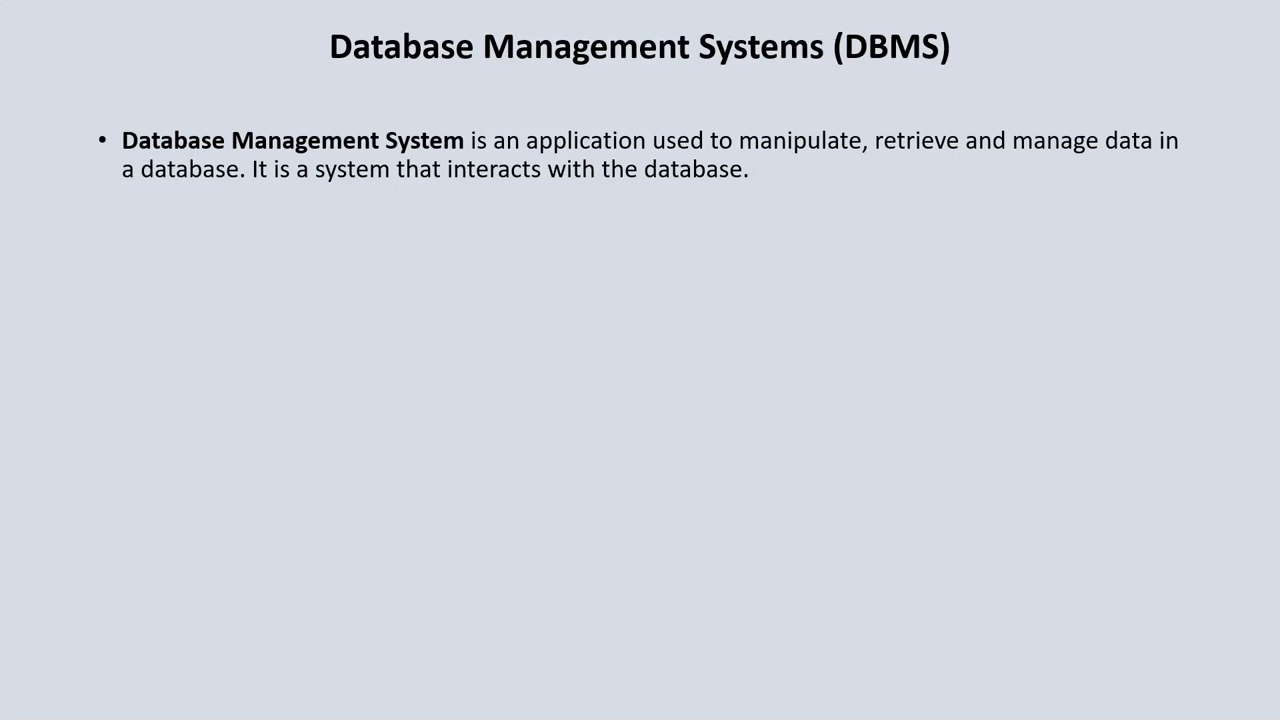 Database Management Systems (DBMS)
• Database Management System is an application used to manipulate, retrieve and manage data in
a database. It is a system that interacts with the database.